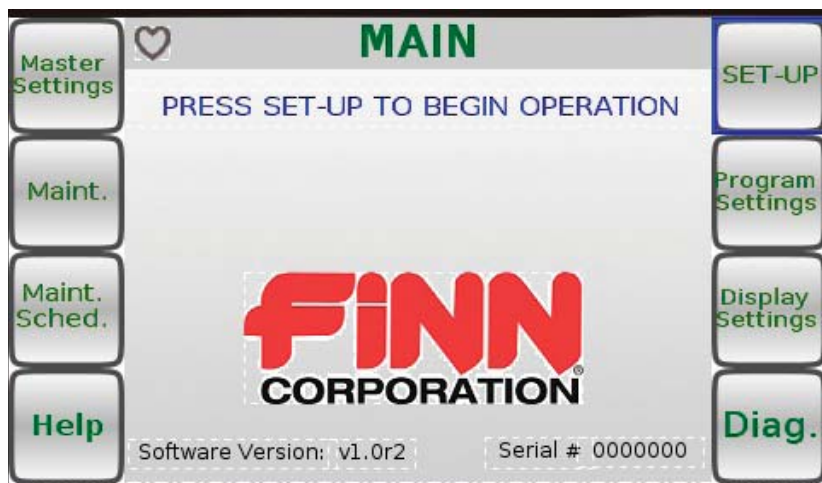 MAIN
PRESS SET-UP TO BEGIN OPERATION
Master
Settings
Maint.
Maint.
Sched.
Help
SET-UP
Program
Settings
Display
Settings
Diag.
FINN
CORPORATION®
Software Version: v1.0r2
Serial # 0000000